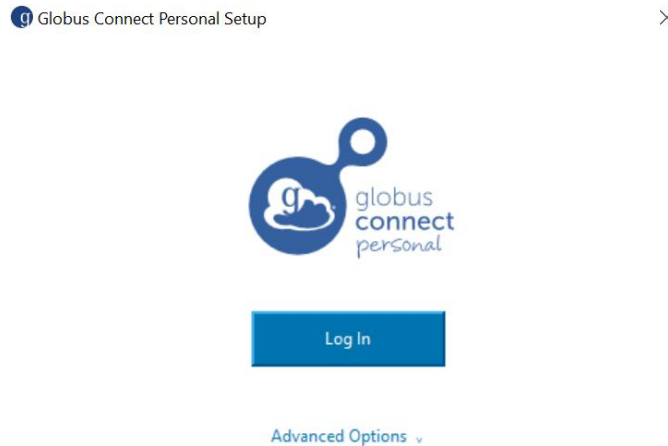 g Globus Connect Personal Setup
g
globus
connect
personal
Log In
Advanced Options v